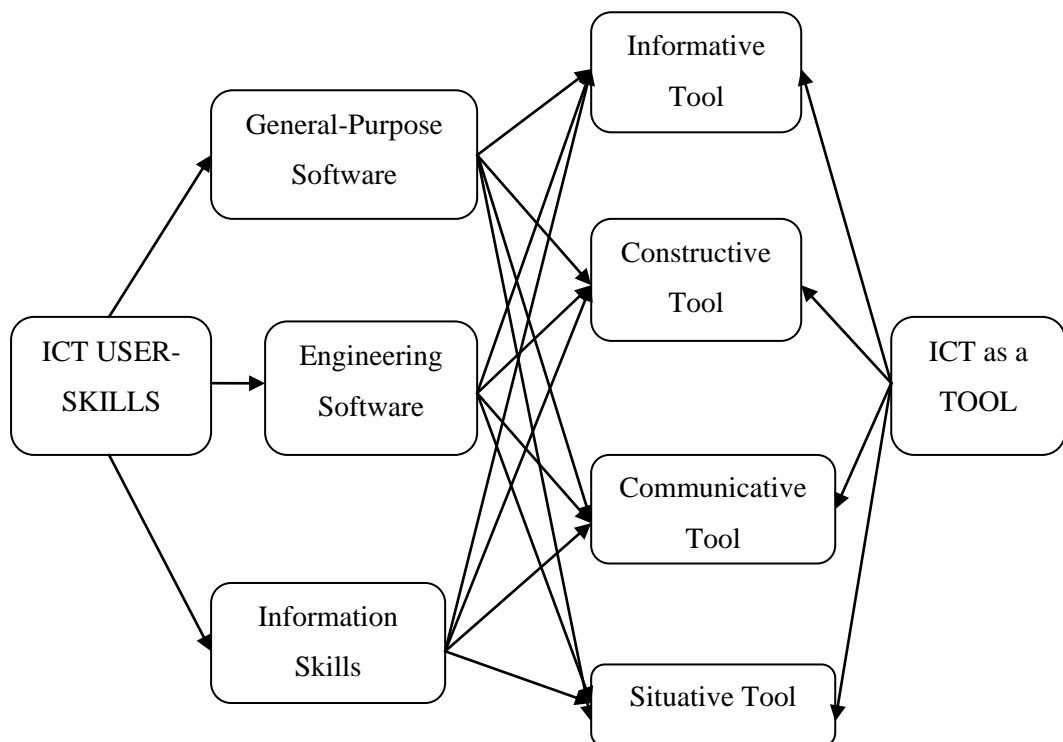 Informative
Tool
General-Purpose
Software
Constructive
Tool
ICT USER-
SKILLS
Engineering
Software
ICT as a
TOOL
Communicative
Tool
Information
Skills
Situative Tool